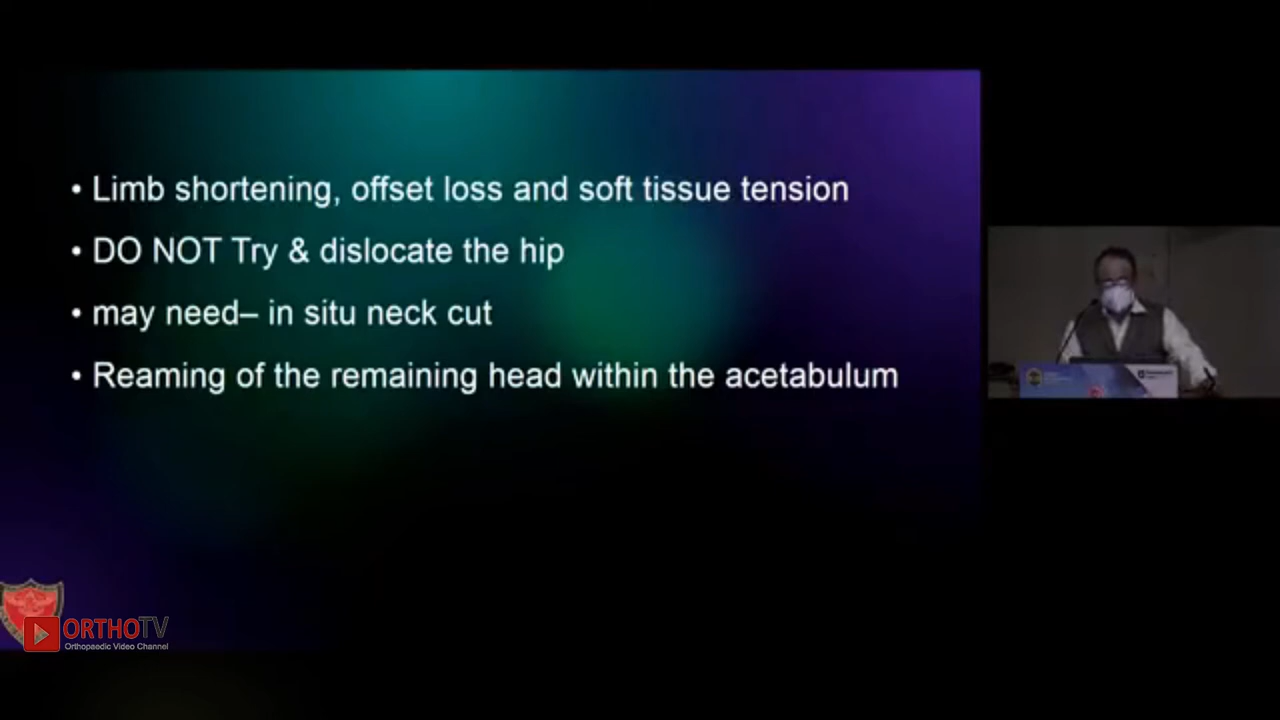 • Limb shortening, offset loss and soft tissue tension
• DO NOT Try & dislocate the hip
• may need– in situ neck cut
• Reaming of the remaining head within the acetabulum
ORTHOTV
Orthopaedic Video Channel